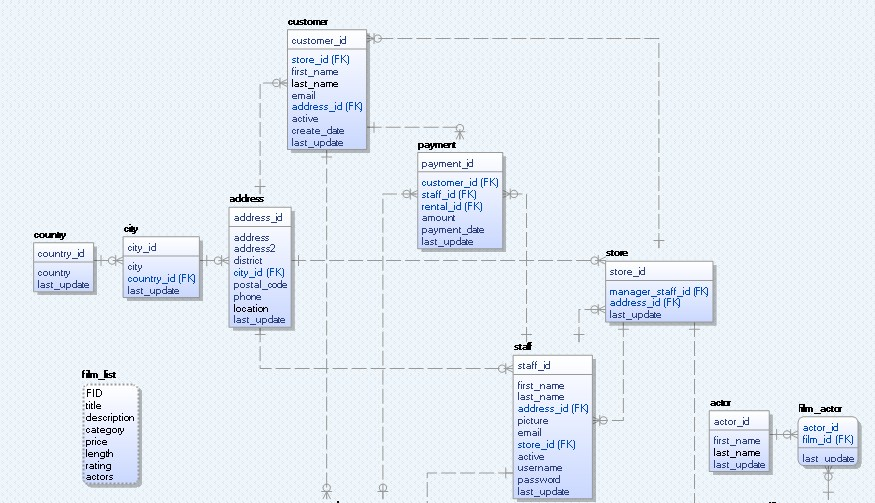 customer
customer_id
store_id (FK)
first_name
last_name
email
address_id (FK)
active
create_date
last_update
payment
payment_id
customer_id (FK)
staff_id (FK)
rental_id (FK)
amount
payment_date
last_update
address
address_id
address
address2
district
city_id (FK)
postal_code
phone
location
last_update
country
country_id
country
last_update
city
city_id
city
country_id (FK)
last_update
store
store_id
manager_staff_id (FK)
address_id (FK)
last_update
staff
staff_id
first_name
last_name
address_id (FK)
picture
email
store_id (FK)
active
username
password
last_update
film_list
FID
title
description
category
price
length
rating
actors
actor
actor_id
first_name
last_name
last_update
film_actor
actor_id
film_id (FK)
last_update